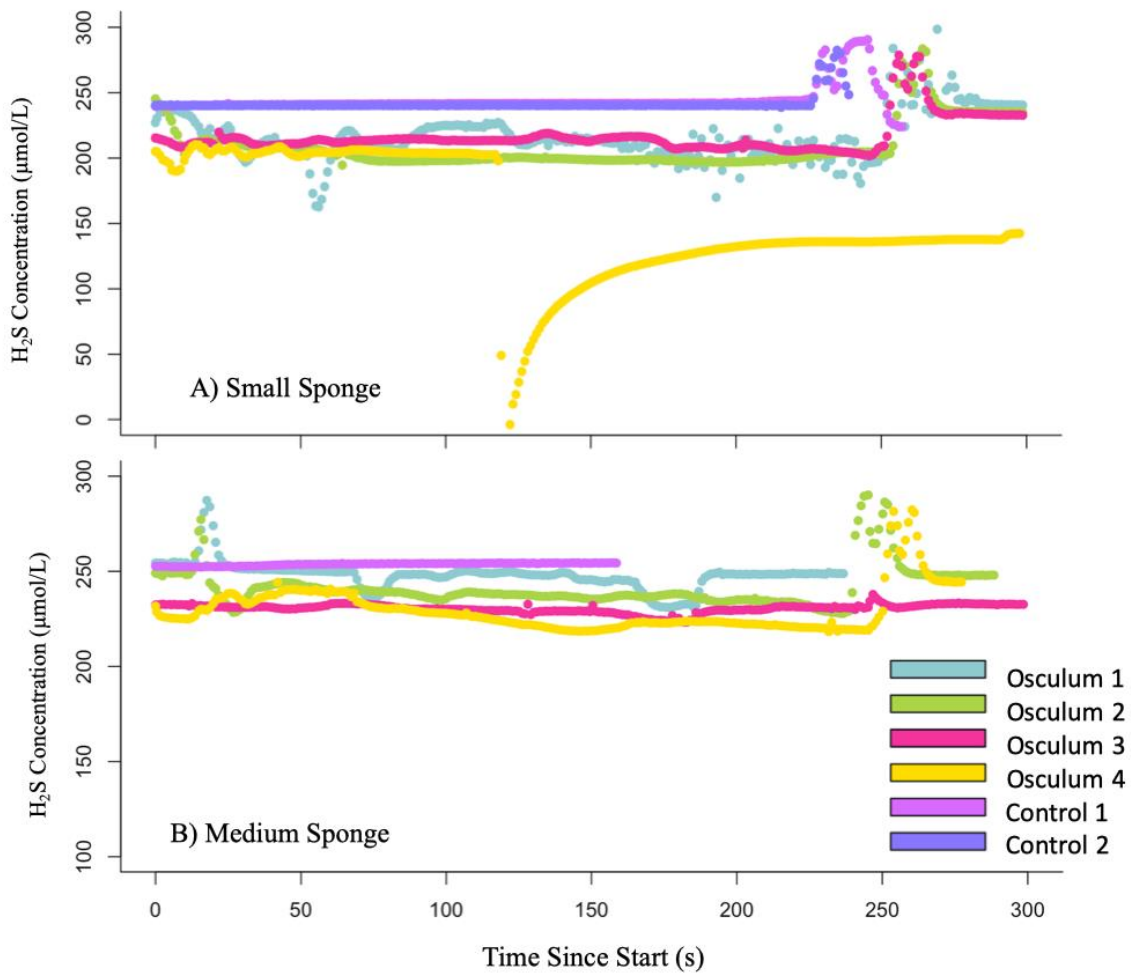 H₂S Concentration (µmol/L)
300
250
200
150
100
50
0
A) Small Sponge
H₂S Concentration (µmol/L)
300
250
200
150
100
B) Medium Sponge
Osculum 1
Osculum 2
Osculum 3
Osculum 4
Control 1
Control 2
0 50 100 150 200 250 300
Time Since Start (s)